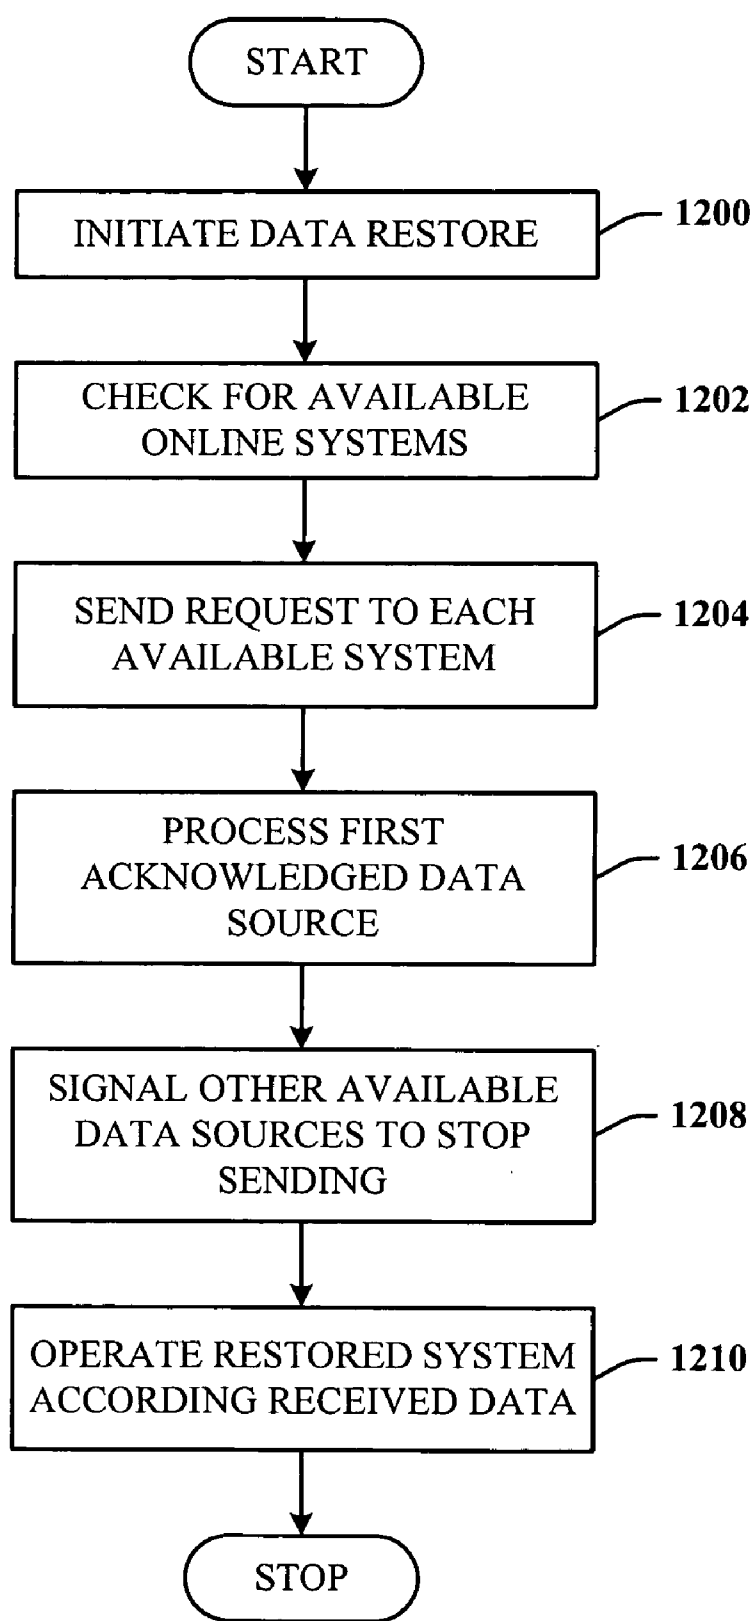 START
INITIATE DATA RESTORE
1200
CHECK FOR AVAILABLE
ONLINE SYSTEMS
1202
SEND REQUEST TO EACH
AVAILABLE SYSTEM
1204
PROCESS FIRST
ACKNOWLEDGED DATA
SOURCE
1206
SIGNAL OTHER AVAILABLE
DATA SOURCES TO STOP
SENDING
1208
OPERATE RESTORED SYSTEM
ACCORDING RECEIVED DATA
1210
STOP